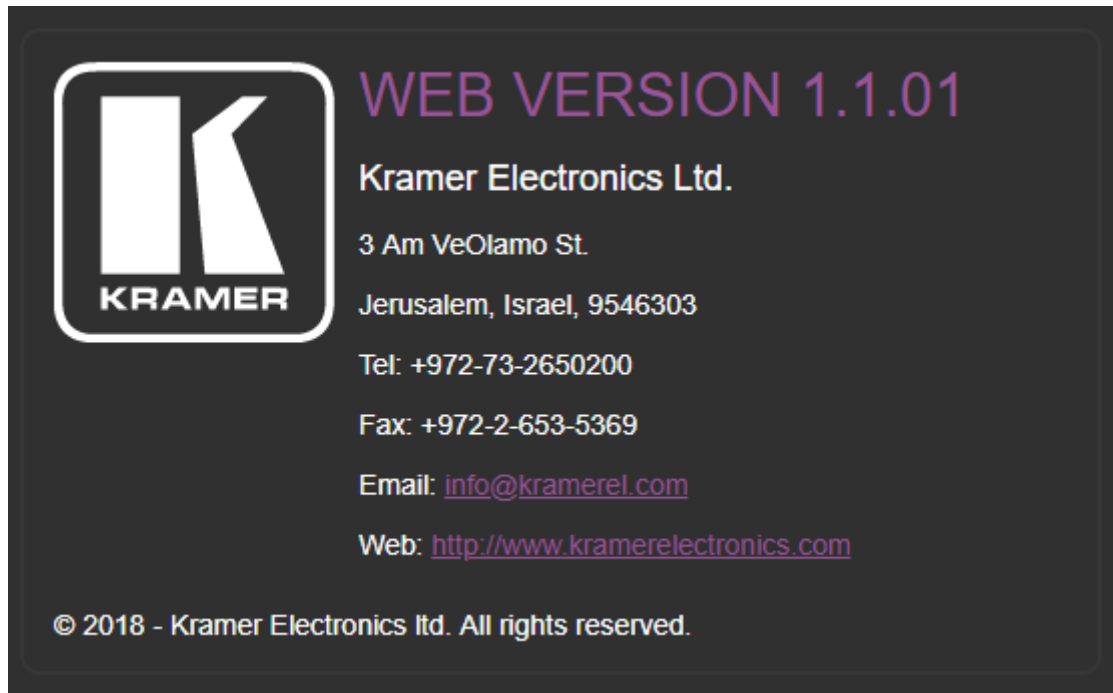 KRAMER
WEB VERSION 1.1.01
Kramer Electronics Ltd.
3 Am VeOlamo St.
Jerusalem, Israel, 9546303
Tel: +972-73-2650200
Fax: +972-2-653-5369
Email: info@kramerel.com
Web: http://www.kramerelectronics.com
© 2018 - Kramer Electronics ltd. All rights reserved.